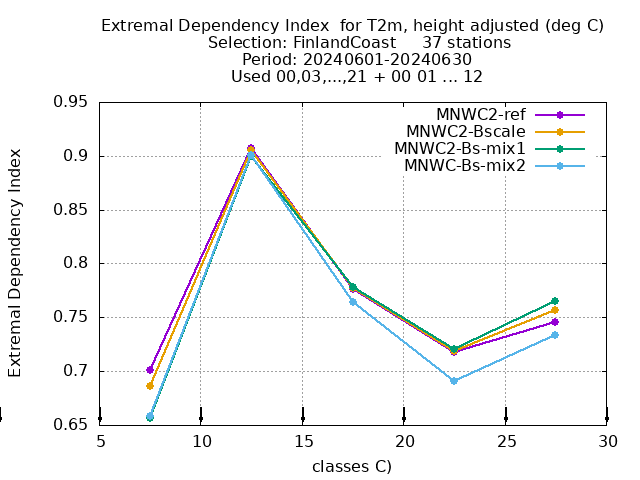 Extremal Dependency Index  for T2m, height adjusted (deg C)
Selection: FinlandCoast     37 stations
Period: 20240601-20240630
Used 00,03,...,21 + 00 01 ... 12
Extremal Dependency Index
0.95
0.9
0.85
0.8
0.75
0.7
0.65
MNWC2-ref
MNWC2-Bscale
MNWC2-Bs-mix1
MNWC-Bs-mix2
5 10 15 20 25 30
classes C)